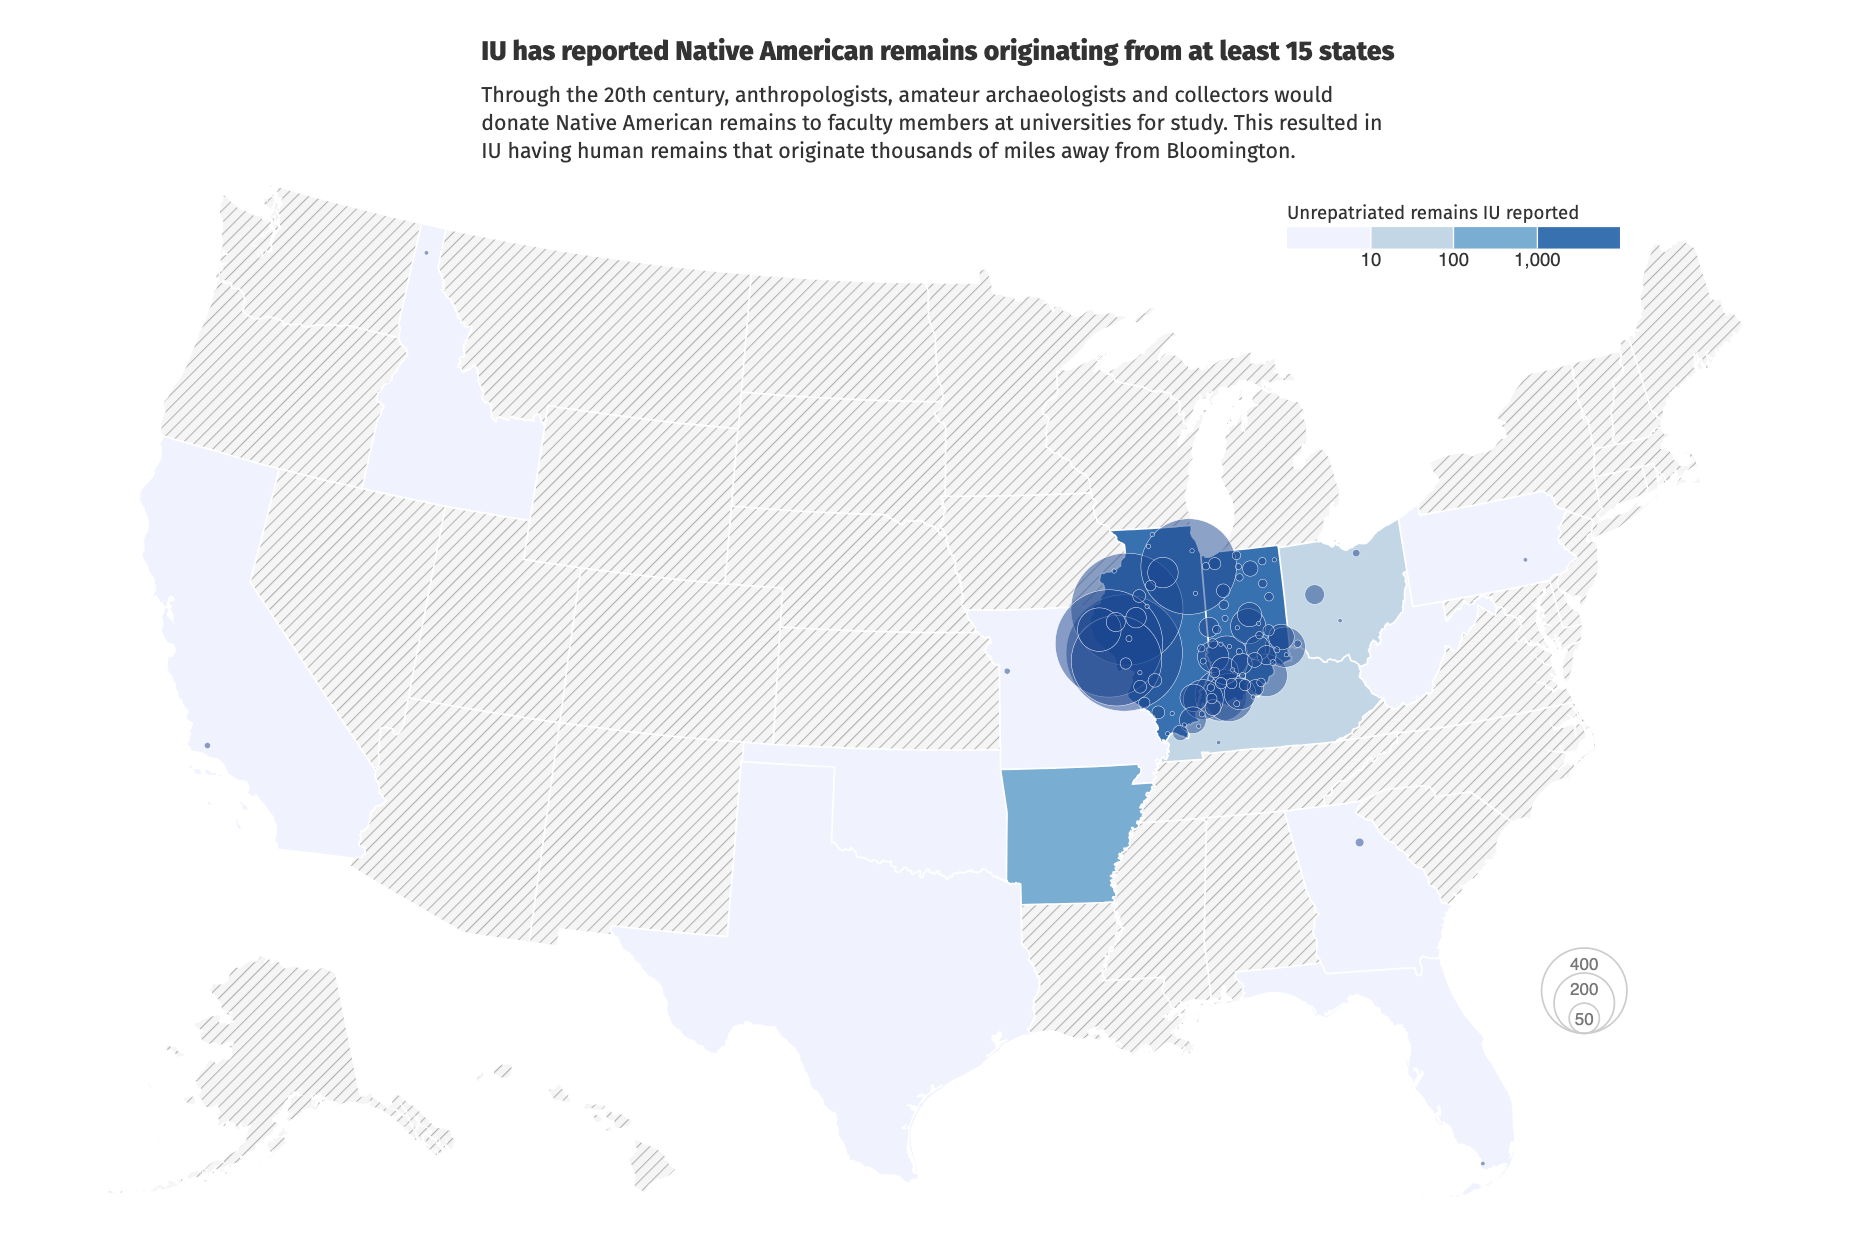 IU has reported Native American remains originating from at least 15 states
Through the 20th century, anthropologists, amateur archaeologists and collectors would
donate Native American remains to faculty members at universities for study. This resulted in
IU having human remains that originate thousands of miles away from Bloomington.
Unrepatriated remains IU reported
10 100 1,000
400
200
50